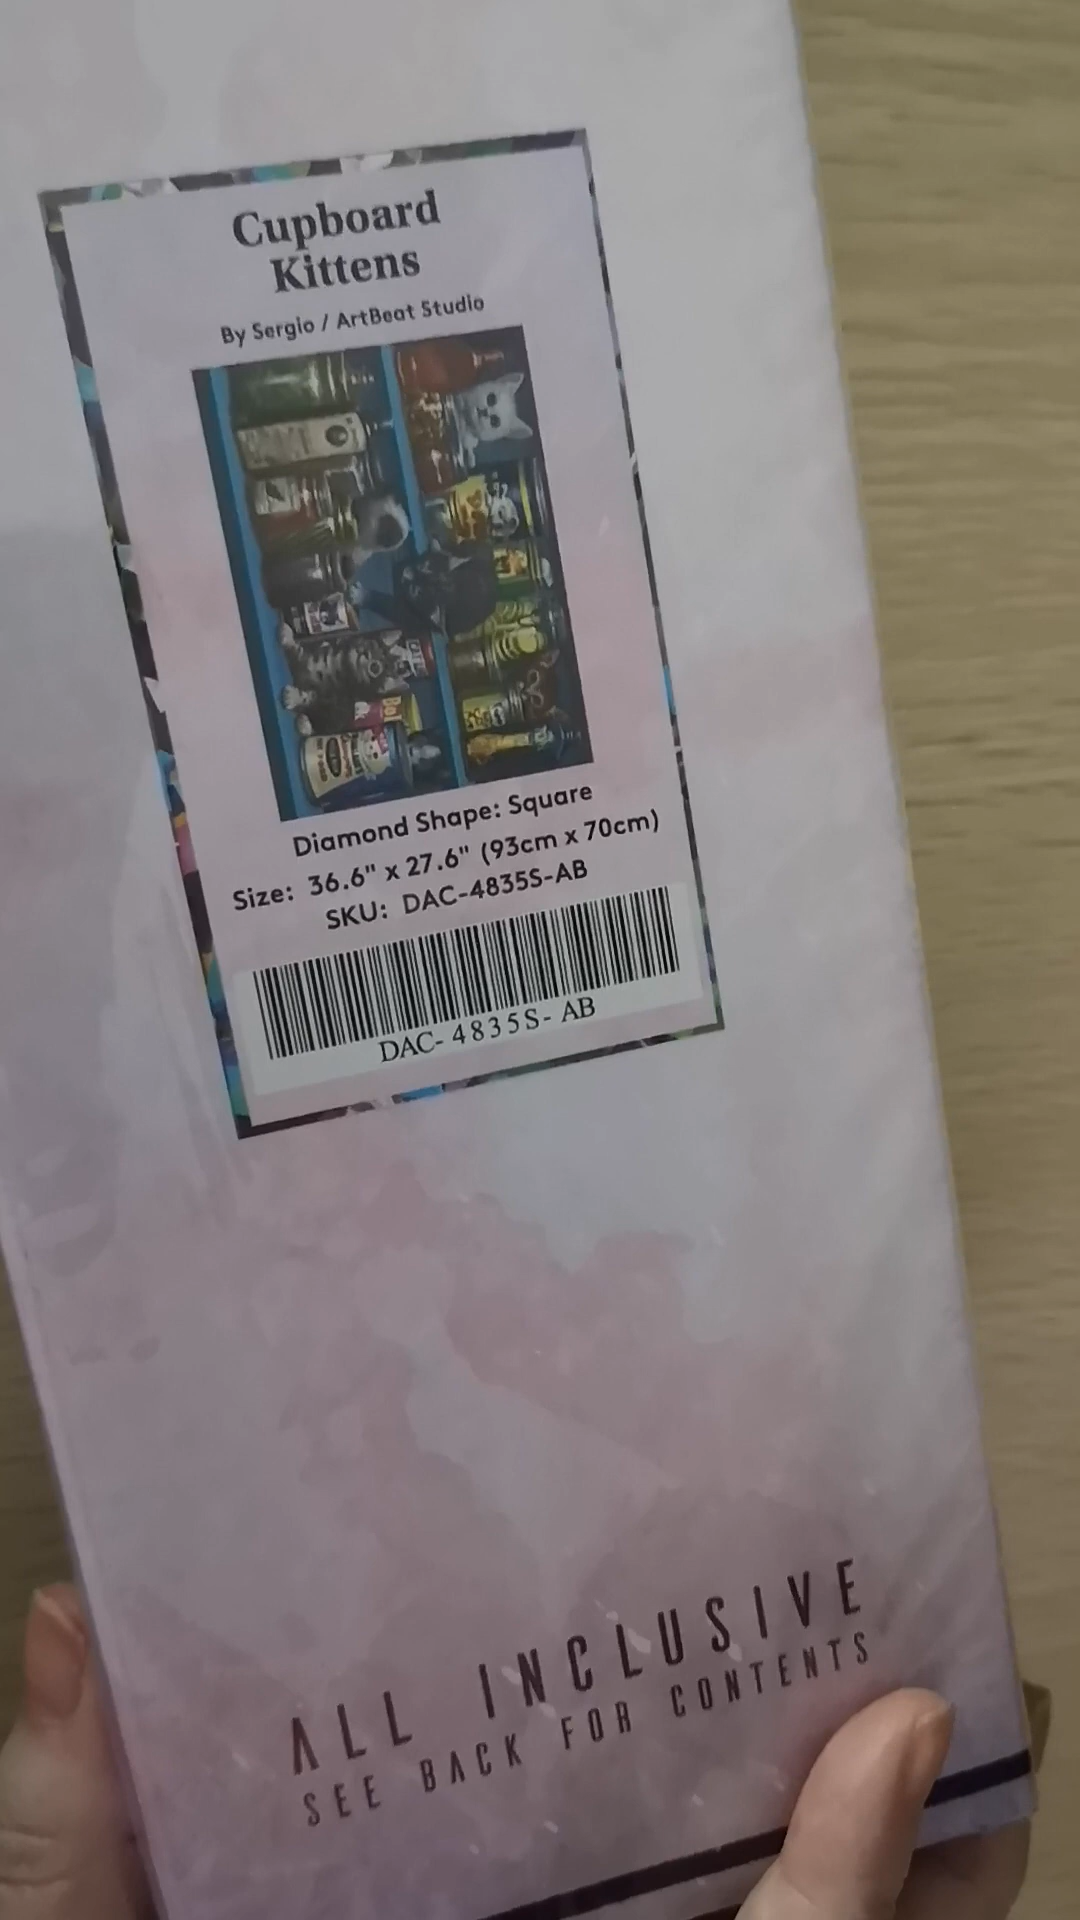 Cupboard
Kittens
By Sergio / ArtBeat Studio
Diamond Shape: Square
Size: 36.6" x 27.6" (93cm x 70cm)
SKU: DAC-4835S-AB
DAC- 4835S- AB
ALL INCLUSIVE
SEE BACK FOR CONTENTS